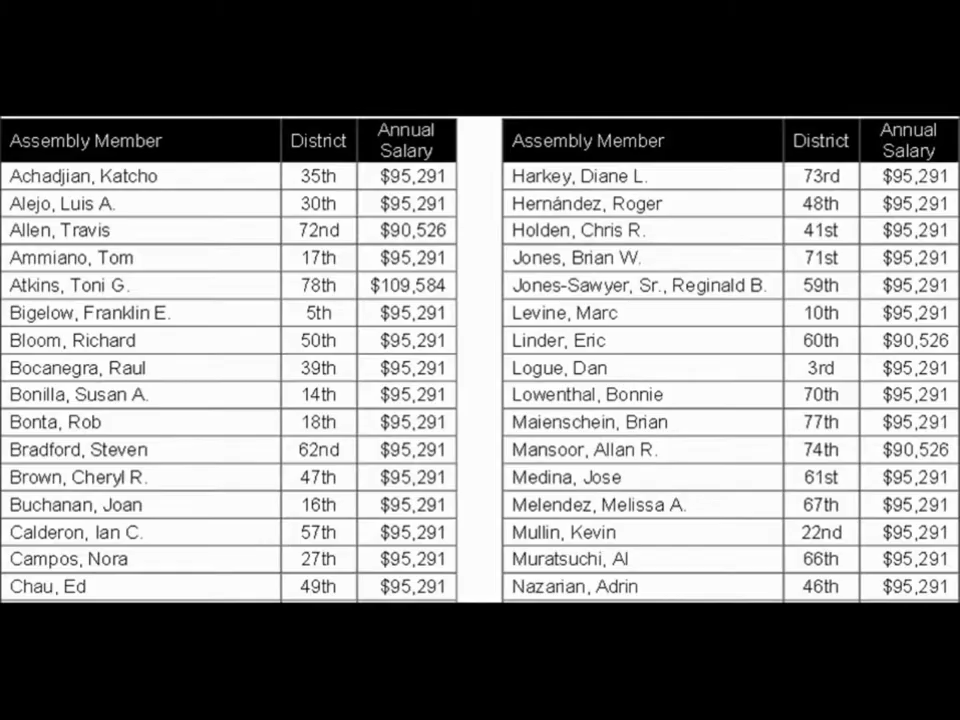 Assembly Member District Annual Salary
Achadjian, Katcho 35th $95,291
Alejo, Luis A. 30th $95,291
Allen, Travis 72nd $90,526
Ammiano, Tom 17th $95,291
Atkins, Toni G. 78th $109,584
Bigelow, Franklin E. 5th $95,291
Bloom, Richard 50th $95,291
Bocanegra, Raul 39th $95,291
Bonilla, Susan A. 14th $95,291
Bonta, Rob 18th $95,291
Bradford, Steven 62nd $95,291
Brown, Cheryl R. 47th $95,291
Buchanan, Joan 16th $95,291
Calderon, Ian C. 57th $95,291
Campos, Nora 27th $95,291
Chau, Ed 49th $95,291
Assembly Member District Annual Salary
Harkey, Diane L. 73rd $95,291
Hernández, Roger 48th $95,291
Holden, Chris R. 41st $95,291
Jones, Brian W. 71st $95,291
Jones-Sawyer, Sr., Reginald B. 59th $95,291
Levine, Marc 10th $95,291
Linder, Eric 60th $90,526
Logue, Dan 3rd $95,291
Lowenthal, Bonnie 70th $95,291
Maienschein, Brian 77th $95,291
Mansoor, Allan R. 74th $90,526
Medina, Jose 61st $95,291
Melendez, Melissa A. 67th $95,291
Mullin, Kevin 22nd $95,291
Muratsuchi, Al 66th $95,291
Nazarian, Adrin 46th $95,291